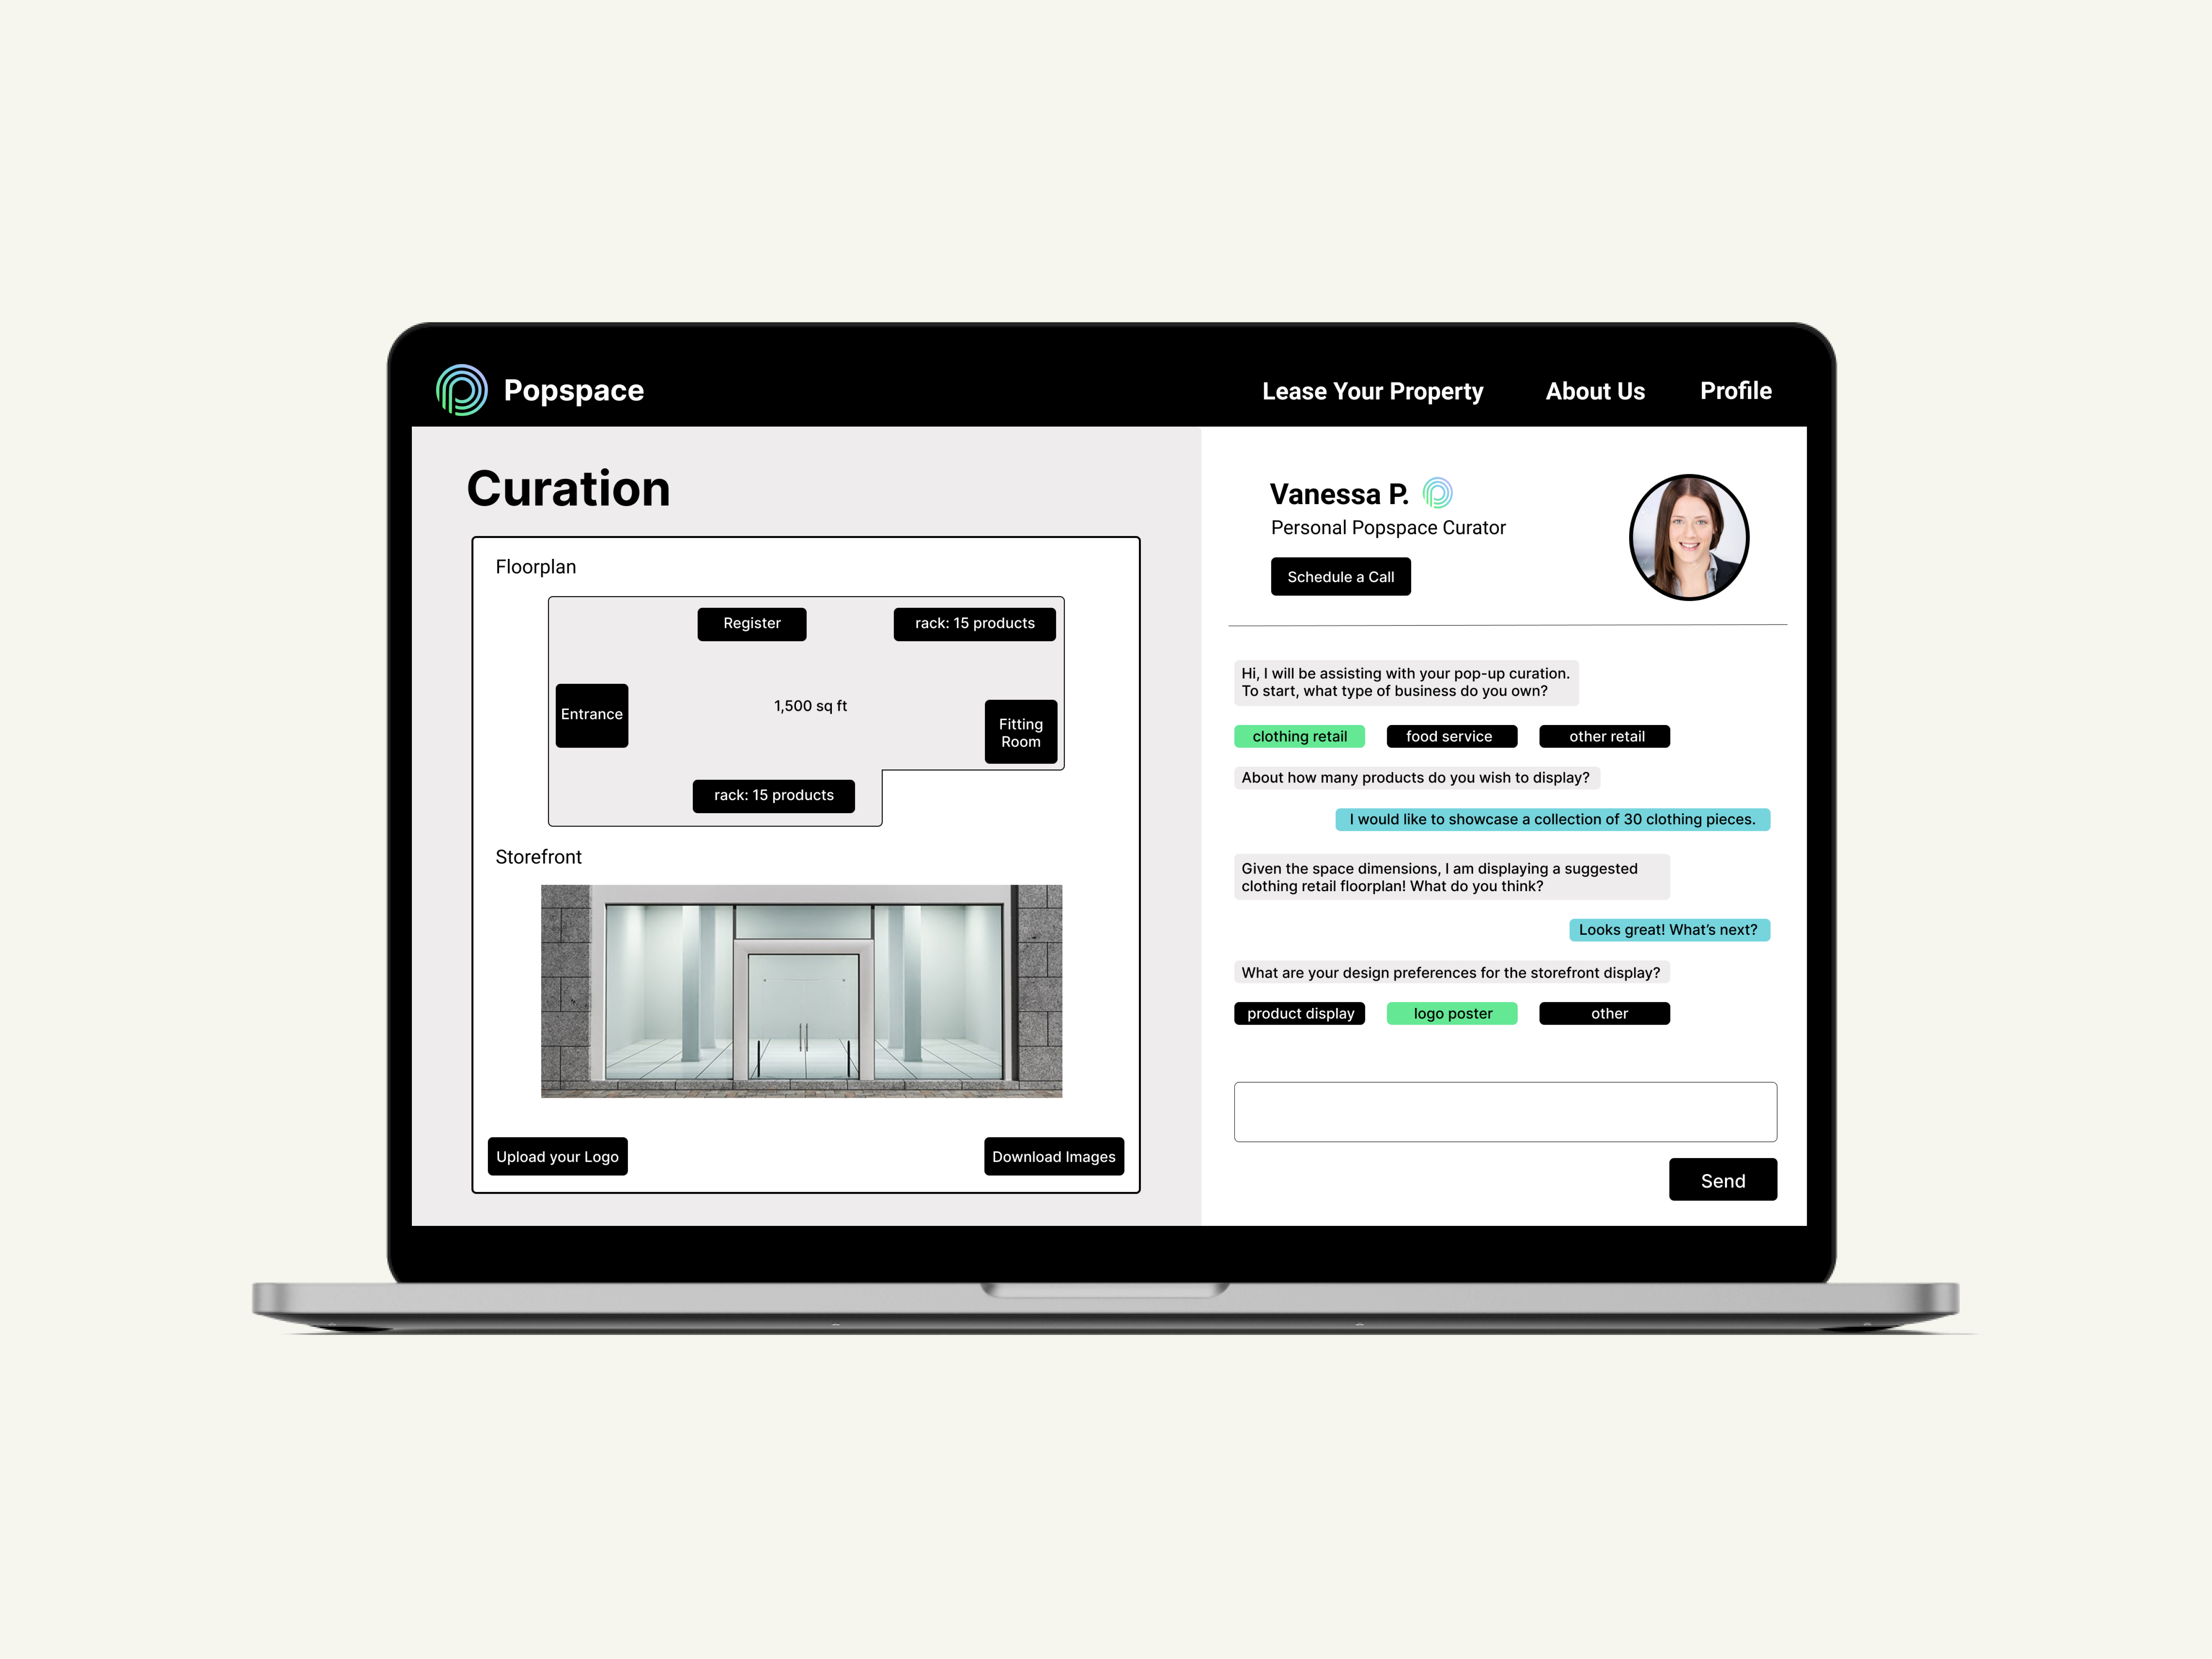 Popspace
Lease Your Property
About Us
Profile
Curation
Floorplan
Register
rack: 15 products
Entrance
1,500 sq ft
Fitting
Room
rack: 15 products
Storefront
Upload your Logo
Download Images
Vanessa P.
Personal Popspace Curator
Schedule a Call
Hi, I will be assisting with your pop-up curation.
To start, what type of business do you own?
clothing retail
food service
other retail
About how many products do you wish to display?
I would like to showcase a collection of 30 clothing pieces.
Given the space dimensions, I am displaying a suggested
clothing retail floorplan! What do you think?
Looks great! What’s next?
What are your design preferences for the storefront display?
product display
logo poster
other
Send